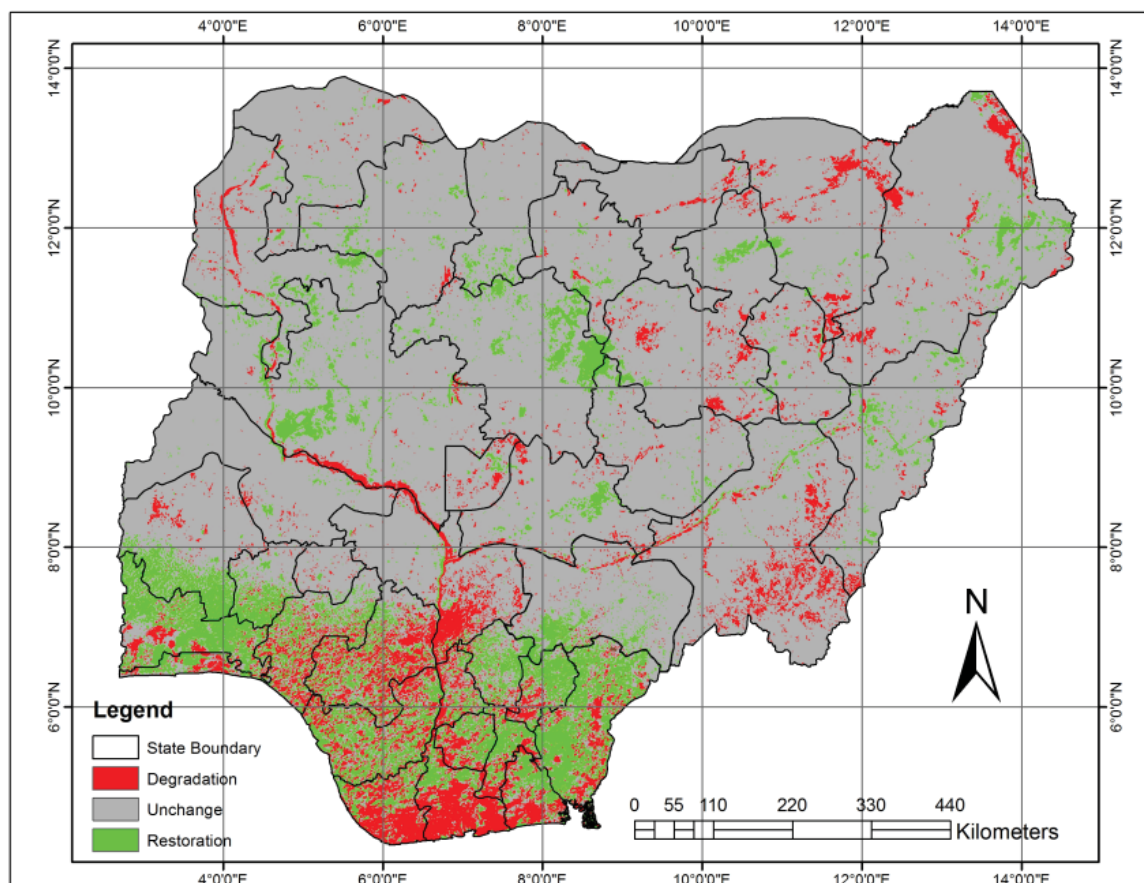 4°0'0"E 6°0'0"E 8°0'0"E 10°0'0"E 12°0'0"E 14°0'0"E
14°0'0"N 14°0'0"N
12°0'0"N 12°0'0"N
10°0'0"N 10°0'0"N
8°0'0"N 8°0'0"N
6°0'0"N 6°0'0"N
N
Legend
State Boundary
Degradation
Unchange
Restoration
0 55 110 220 330 440
Kilometers
4°0'0"E 6°0'0"E 8°0'0"E 10°0'0"E 12°0'0"E 14°0'0"E